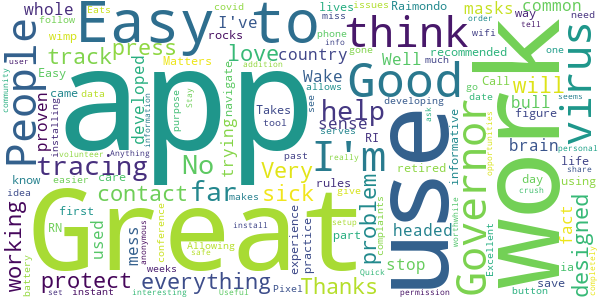 covid
lives
miss
issues
Raimondo
whole
Eats
Easy
to
think
masks
common
follow
wimp
I've
rocks
phone
info
gone
Matters
order
wifi
way
tell
need
user
track
press
love
country
recommended
one
People
app
Easy
developed
trying
navigate
Wake
Well
much
Good
will
virus
seems
community
came
data
proven
installing
purpose
Stay
addition
allows
see
Takes
tool
developing
go
date
Call
bull
figure
information
help
sense
serves
RI
ask
informative
Governor
opportunities
brain
personal
tracing
No
I'm
use
Work
contact
far
Very
sick
past
rules
retired
life
share
Anything
volunteer
really
makes
give
problem
day
crush
using
know
easier
care
idea
first
RN
used
mess
anonymous
Great
conference
experience
practice
setup
part
complaints
headed
Excellent
worthwhile
designed
fact
ia
working
battery
protect
everything
Allowing
safe
install
Thanks
stop
save
button
completely
set
instant
weeks
interesting
Useful
Pixel
Quick
permission